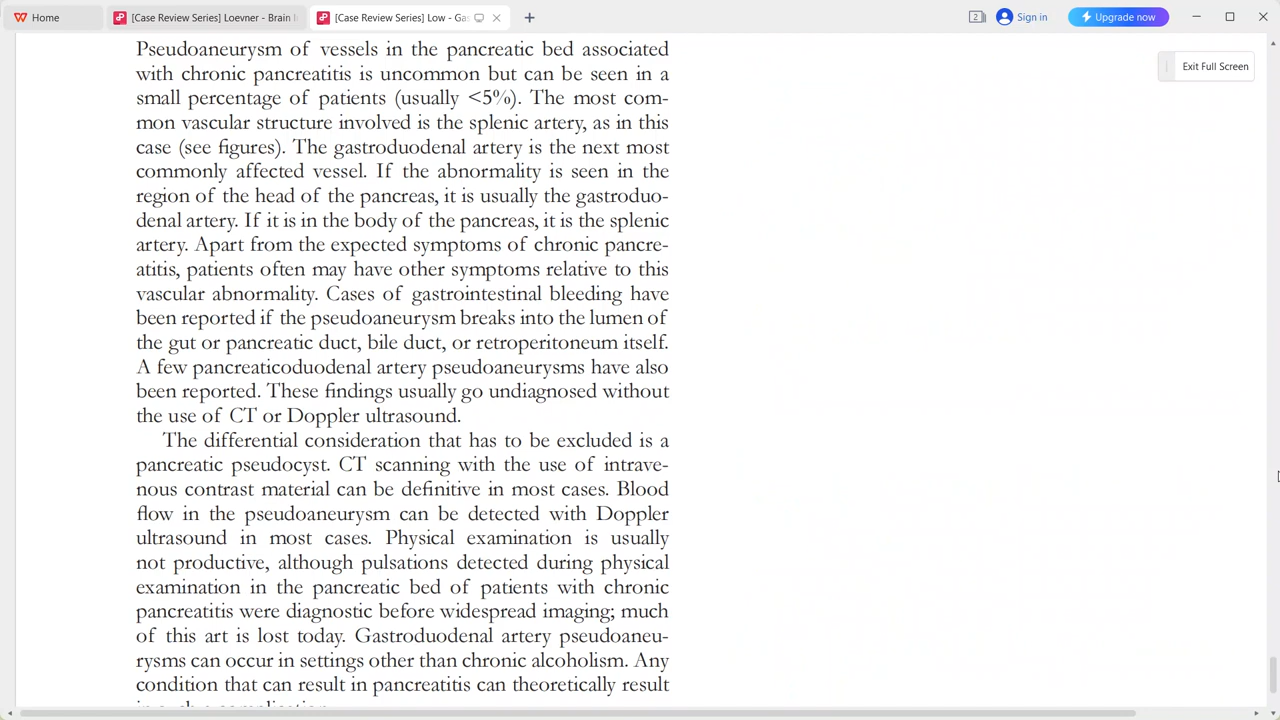 Home
[Case Review Series] Loevner - Brain
[Case Review Series] Low - Gas
2
Sign in
Upgrade now
Exit Full Screen
Pseudoaneurysm of vessels in the pancreatic bed associated
with chronic pancreatitis is uncommon but can be seen in a
small percentage of patients (usually <5%). The most com-
mon vascular structure involved is the splenic artery, as in this
case (see figures). The gastroduodenal artery is the next most
commonly affected vessel. If the abnormality is seen in the
region of the head of the pancreas, it is usually the gastroduo-
denal artery. If it is in the body of the pancreas, it is the splenic
artery. Apart from the expected symptoms of chronic pancre-
atitis, patients often may have other symptoms relative to this
vascular abnormality. Cases of gastrointestinal bleeding have
been reported if the pseudoaneurysm breaks into the lumen of
the gut or pancreatic duct, bile duct, or retroperitoneum itself.
A few pancreaticoduodenal artery pseudoaneurysms have also
been reported. These findings usually go undiagnosed without
the use of CT or Doppler ultrasound.
The differential consideration that has to be excluded is a
pancreatic pseudocyst. CT scanning with the use of intrave-
nous contrast material can be definitive in most cases. Blood
flow in the pseudoaneurysm can be detected with Doppler
ultrasound in most cases. Physical examination is usually
not productive, although pulsations detected during physical
examination in the pancreatic bed of patients with chronic
pancreatitis were diagnostic before widespread imaging; much
of this art is lost today. Gastroduodenal artery pseudoaneu-
rysms can occur in settings other than chronic alcoholism. Any
condition that can result in pancreatitis can theoretically result